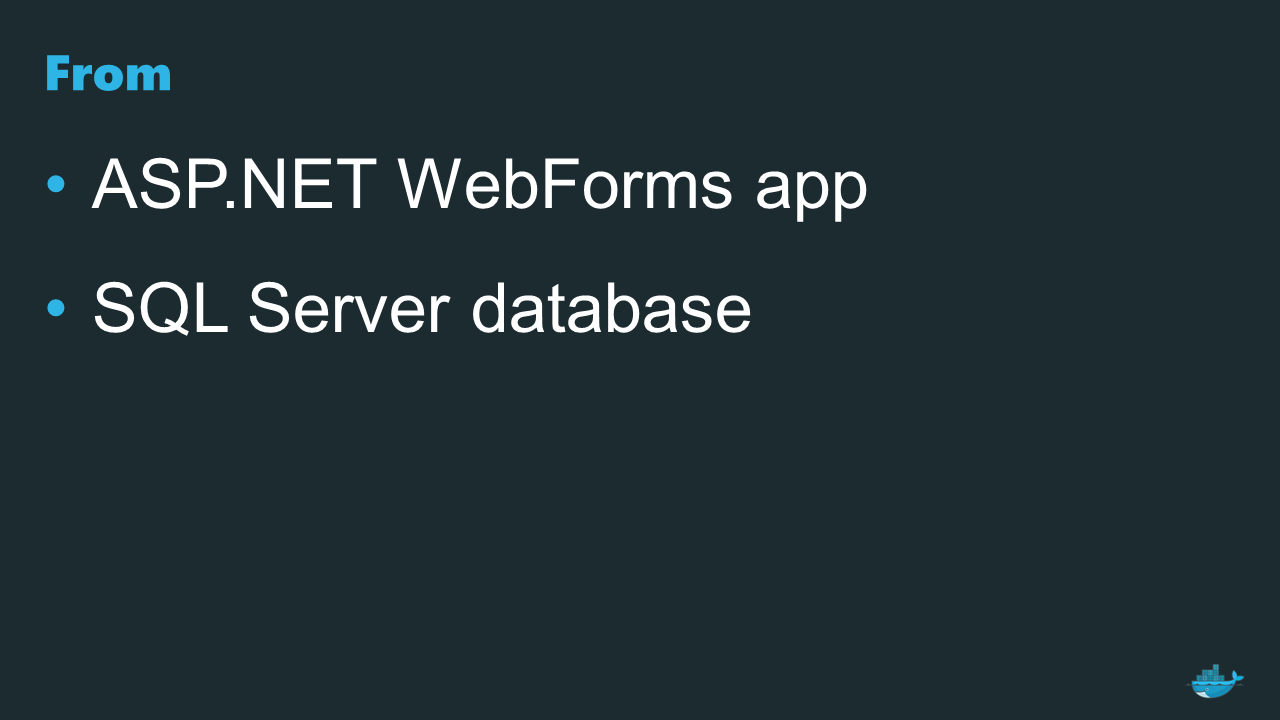 From
• ASP.NET WebForms app
• SQL Server database